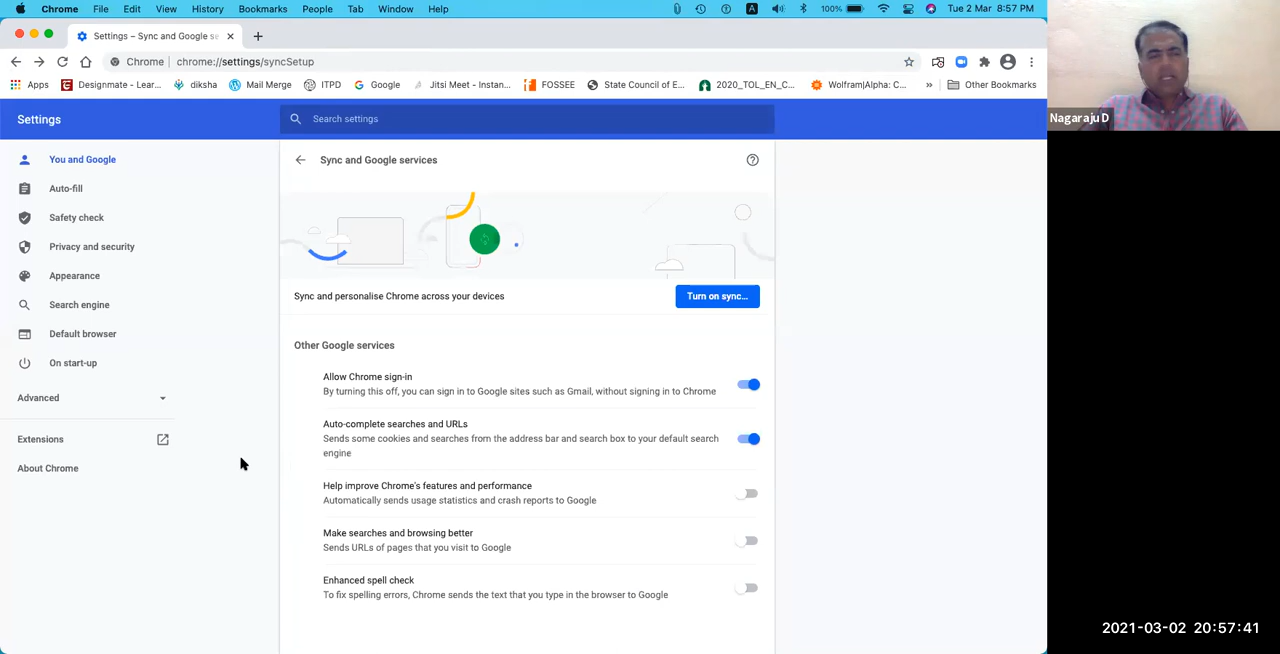 Chrome File Edit View History Bookmarks People Tab Window Help A 100% Tue 2 Mar 8:57 PM
Settings – Sync and Google se
Chrome | chrome://settings/syncSetup
Apps Designmate - Lear... diksha Mail Merge ITPD Google Jitsi Meet - Instan... FOSSEE State Council of E... 2020_TOL_EN_C... Wolfram|Alpha: C... » Other Bookmarks
Settings
Search settings
Nagaraju D
You and Google
Auto-fill
Safety check
Privacy and security
Appearance
Search engine
Default browser
On start-up
Advanced
Extensions
About Chrome
Sync and Google services
Sync and personalise Chrome across your devices
Turn on sync...
Other Google services
Allow Chrome sign-in
By turning this off, you can sign in to Google sites such as Gmail, without signing in to Chrome
Auto-complete searches and URLs
Sends some cookies and searches from the address bar and search box to your default search
engine
Help improve Chrome's features and performance
Automatically sends usage statistics and crash reports to Google
Make searches and browsing better
Sends URLs of pages that you visit to Google
Enhanced spell check
To fix spelling errors, Chrome sends the text that you type in the browser to Google
2021-03-02 20:57:41